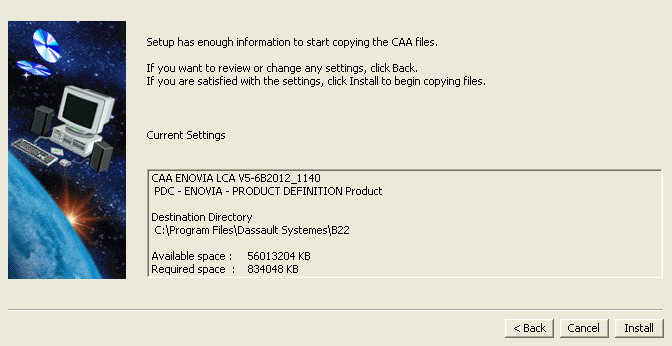 Setup has enough information to start copying the CAA files.
If you want to review or change any settings, click Back.
If you are satisfied with the settings, click Install to begin copying files.
Current Settings
CAA ENOVIA LCA V5-6B2012_1140
PDC - ENOVIA - PRODUCT DEFINITION Product
Destination Directory
C:\Program Files\Dassault Systemes\B22
Available space : 56013204 KB
Required space : 834048 KB
< Back Cancel Install